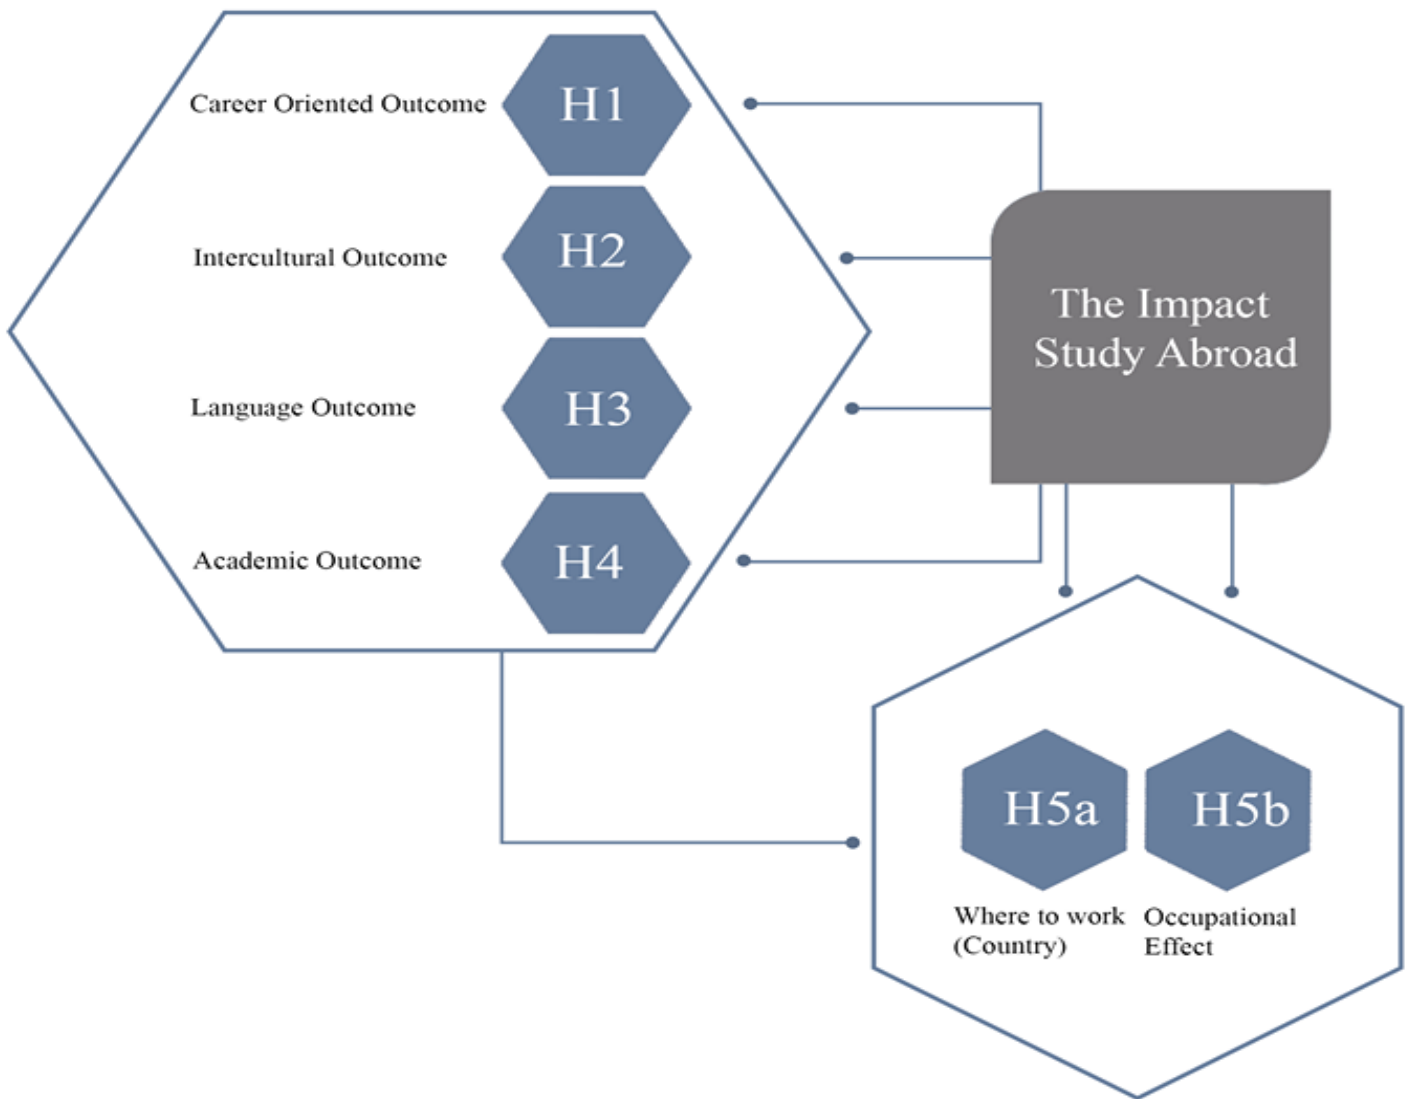 Career Oriented Outcome
H1
Intercultural Outcome
H2
Language Outcome
H3
Academic Outcome
H4
The Impact
Study Abroad
H5a
H5b
Where to work
(Country)
Occupational
Effect